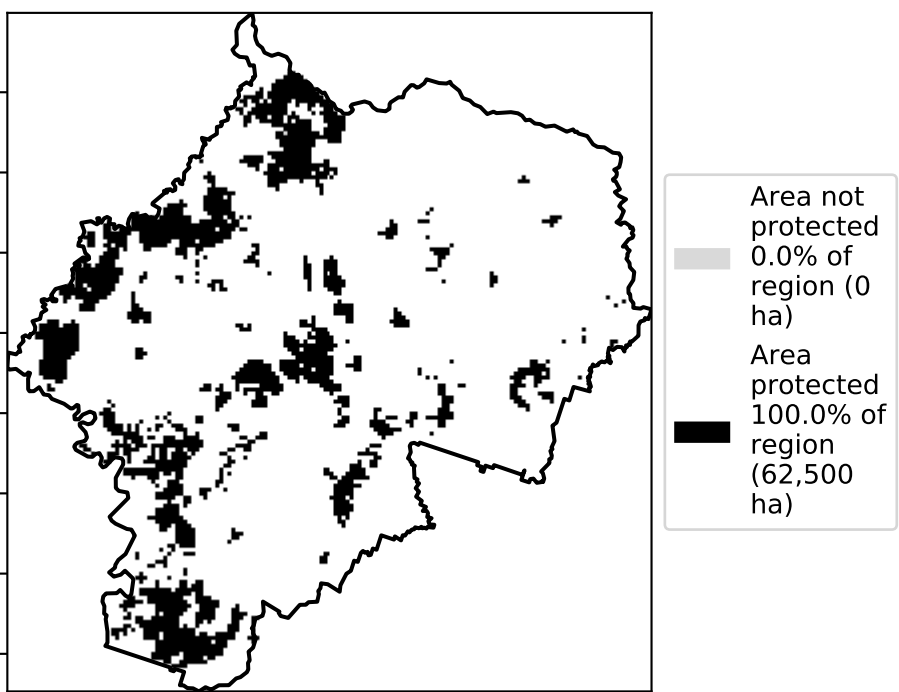 Area not
protected
0.0% of
region (0
ha)
Area
protected
100.0% of
region
(62,500
ha)